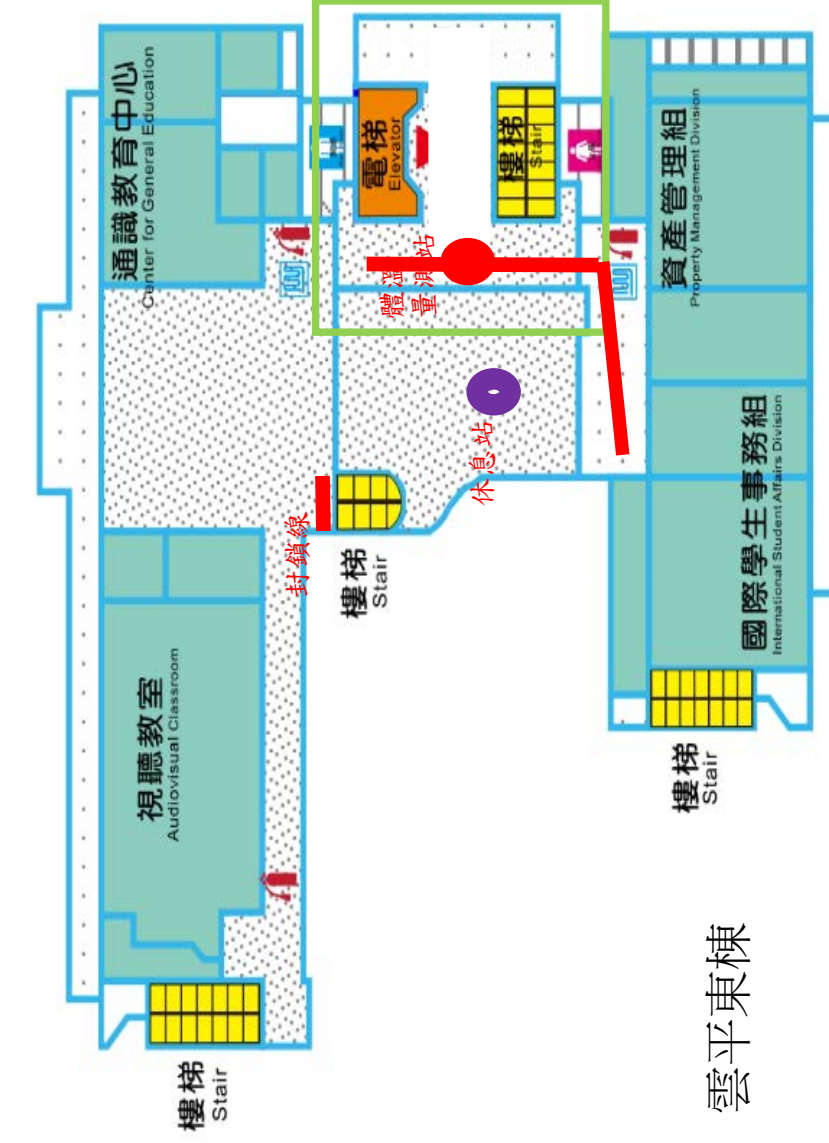 通識教育中心
Center for General Education
電梯
Elevator
樓梯
Stair
資產管理組
Property Management Division
體溫
量測站
休息站
封鎖線
樓梯
Stair
國際學生事務組
International Student Affairs Division
視聽教室
Audiovisual Classroom
樓梯
Stair
樓梯
Stair
雲平東棟